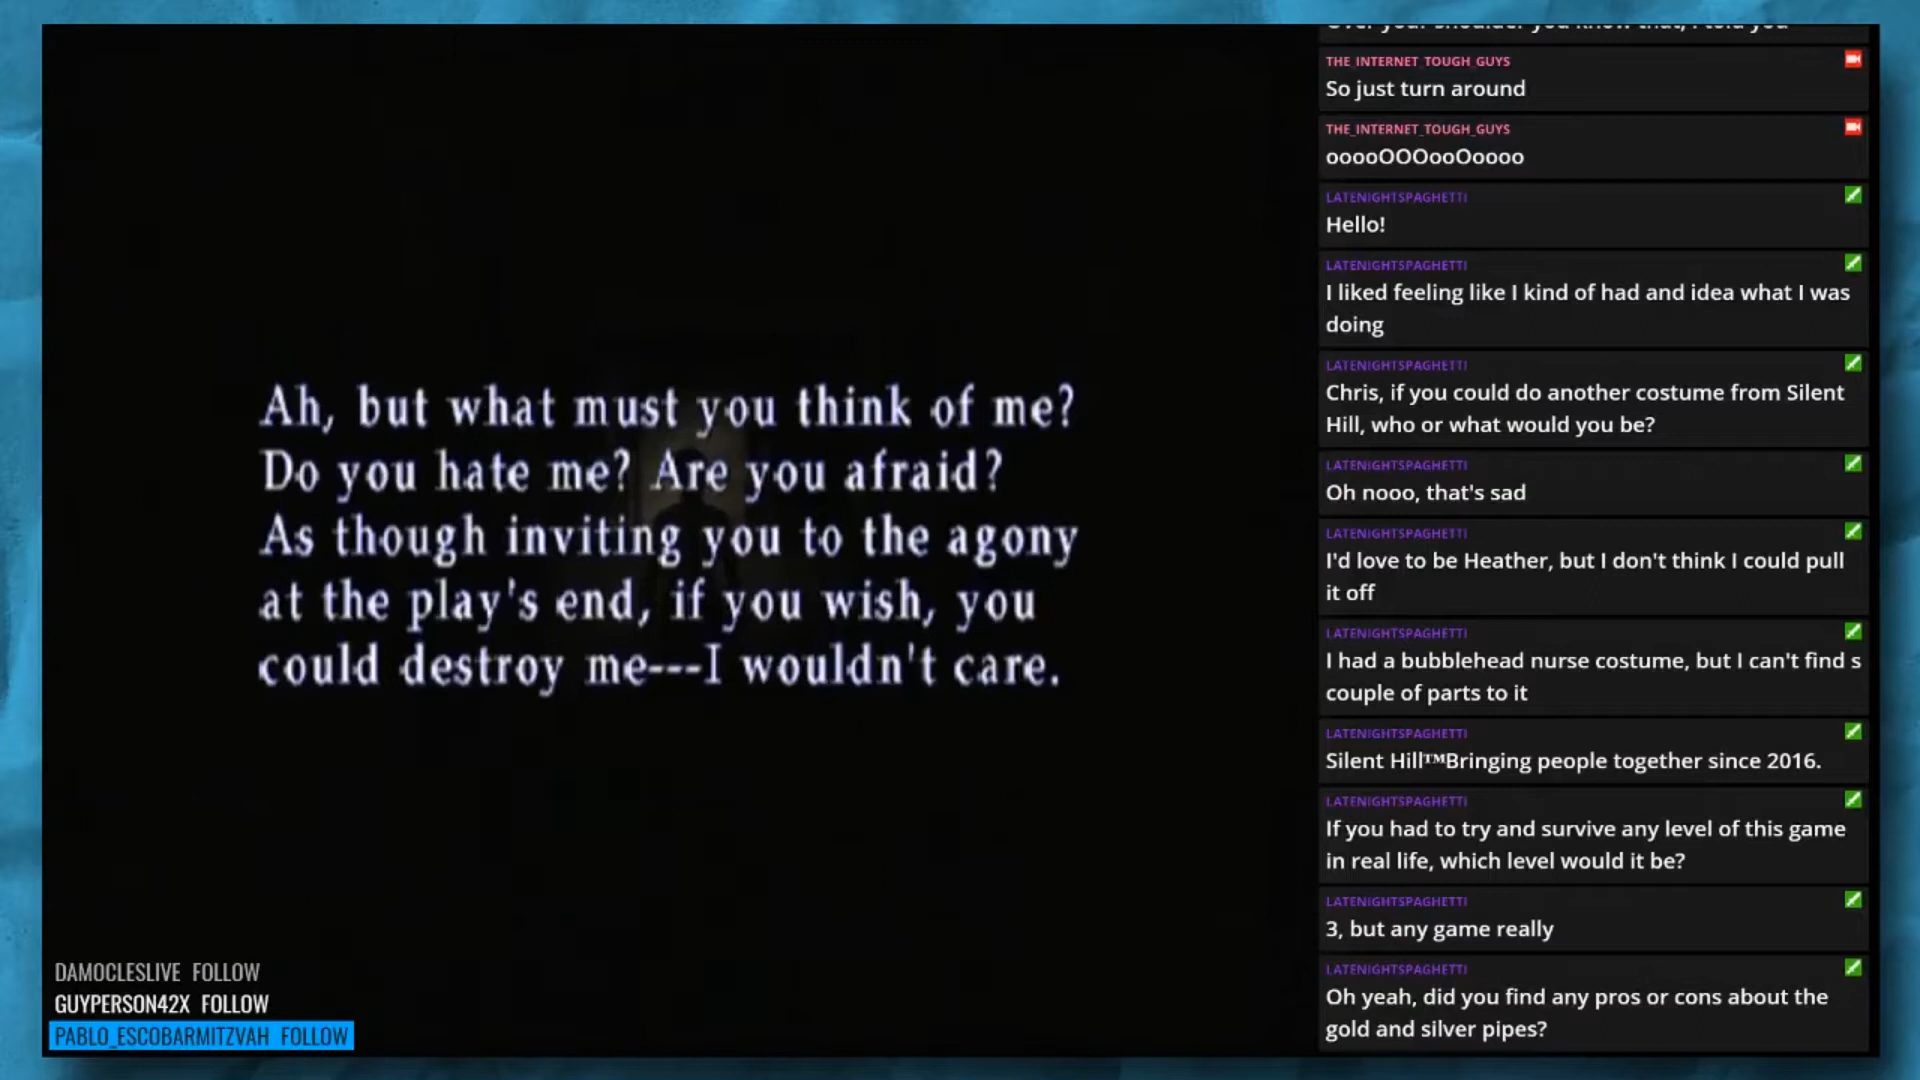 Ah, but what must you think of me?
Do you hate me? Are you afraid?
As though inviting you to the agony
at the play's end, if you wish, you
could destroy me---I wouldn't care.
DAMOCLESLIVE FOLLOW
GUYPERSON42X FOLLOW
PABLO_ESCOBARMITZVAH FOLLOW
Over your shoulder you know that, I told you
THE_INTERNET_TOUGH_GUYS
So just turn around
THE_INTERNET_TOUGH_GUYS
ooooOOOooOoooo
LATENIGHTSPAGHETTI
Hello!
LATENIGHTSPAGHETTI
I liked feeling like I kind of had and idea what I was
doing
LATENIGHTSPAGHETTI
Chris, if you could do another costume from Silent
Hill, who or what would you be?
LATENIGHTSPAGHETTI
Oh nooo, that's sad
LATENIGHTSPAGHETTI
I'd love to be Heather, but I don't think I could pull
it off
LATENIGHTSPAGHETTI
I had a bubblehead nurse costume, but I can't find s
couple of parts to it
LATENIGHTSPAGHETTI
Silent Hill™Bringing people together since 2016.
LATENIGHTSPAGHETTI
If you had to try and survive any level of this game
in real life, which level would it be?
LATENIGHTSPAGHETTI
3, but any game really
LATENIGHTSPAGHETTI
Oh yeah, did you find any pros or cons about the
gold and silver pipes?